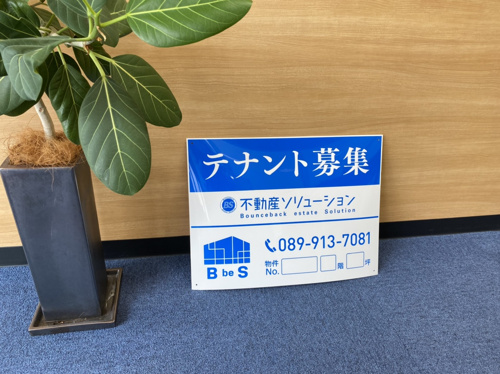 テナント募集
BS 不動産ソリューション
Bounceback estate Solution
089-913-7081
B be S
物件
No. 階 坪